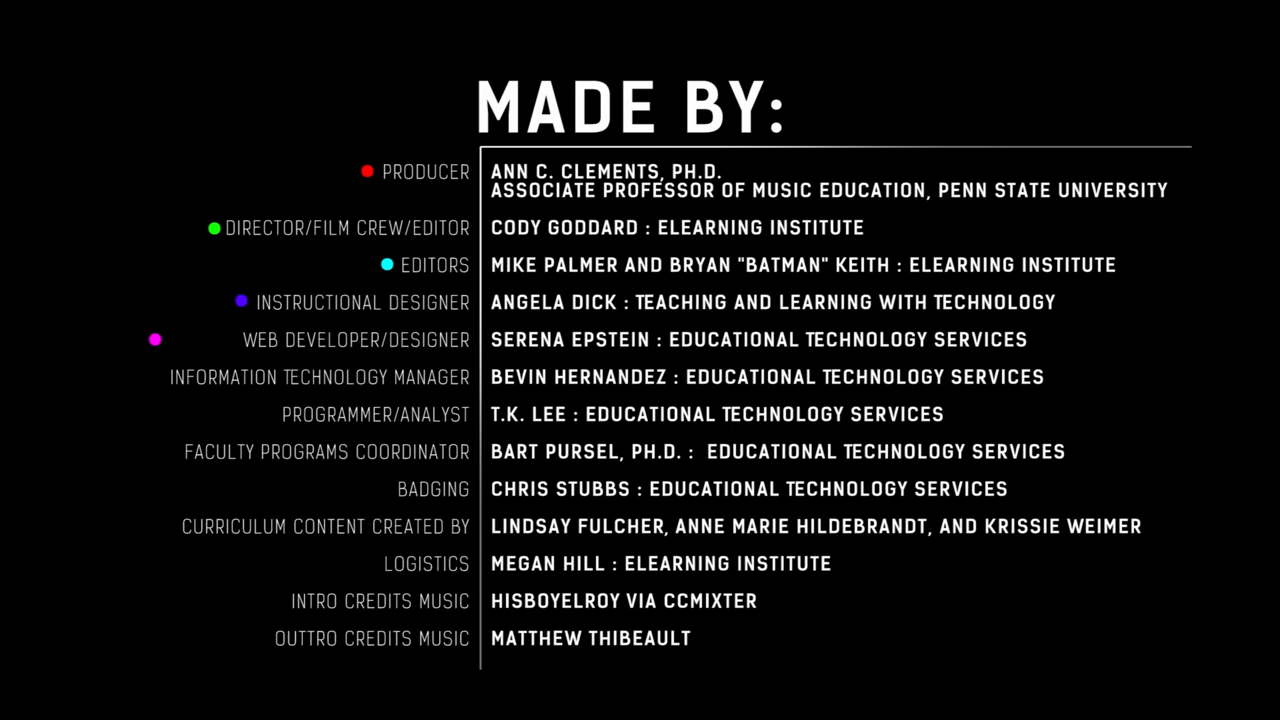 MADE BY:
PRODUCER ANN C. CLEMENTS, PH.D.
ASSOCIATE PROFESSOR OF MUSIC EDUCATION, PENN STATE UNIVERSITY
DIRECTOR/FILM CREW/EDITOR CODY GODDARD : ELEARNING INSTITUTE
EDITORS MIKE PALMER AND BRYAN "BATMAN" KEITH : ELEARNING INSTITUTE
INSTRUCTIONAL DESIGNER ANGELA DICK : TEACHING AND LEARNING WITH TECHNOLOGY
WEB DEVELOPER/DESIGNER SERENA EPSTEIN : EDUCATIONAL TECHNOLOGY SERVICES
INFORMATION TECHNOLOGY MANAGER BEVIN HERNANDEZ : EDUCATIONAL TECHNOLOGY SERVICES
PROGRAMMER/ANALYST T.K. LEE : EDUCATIONAL TECHNOLOGY SERVICES
FACULTY PROGRAMS COORDINATOR BART PURSEL, PH.D. : EDUCATIONAL TECHNOLOGY SERVICES
BADGING CHRIS STUBBS : EDUCATIONAL TECHNOLOGY SERVICES
CURRICULUM CONTENT CREATED BY LINDSAY FULCHER, ANNE MARIE HILDEBRANDT, AND KRISSIE WEIMER
LOGISTICS MEGAN HILL : ELEARNING INSTITUTE
INTRO CREDITS MUSIC HISBOYELROY VIA CCMIXTER
OUTTRO CREDITS MUSIC MATTHEW THIBEAULT